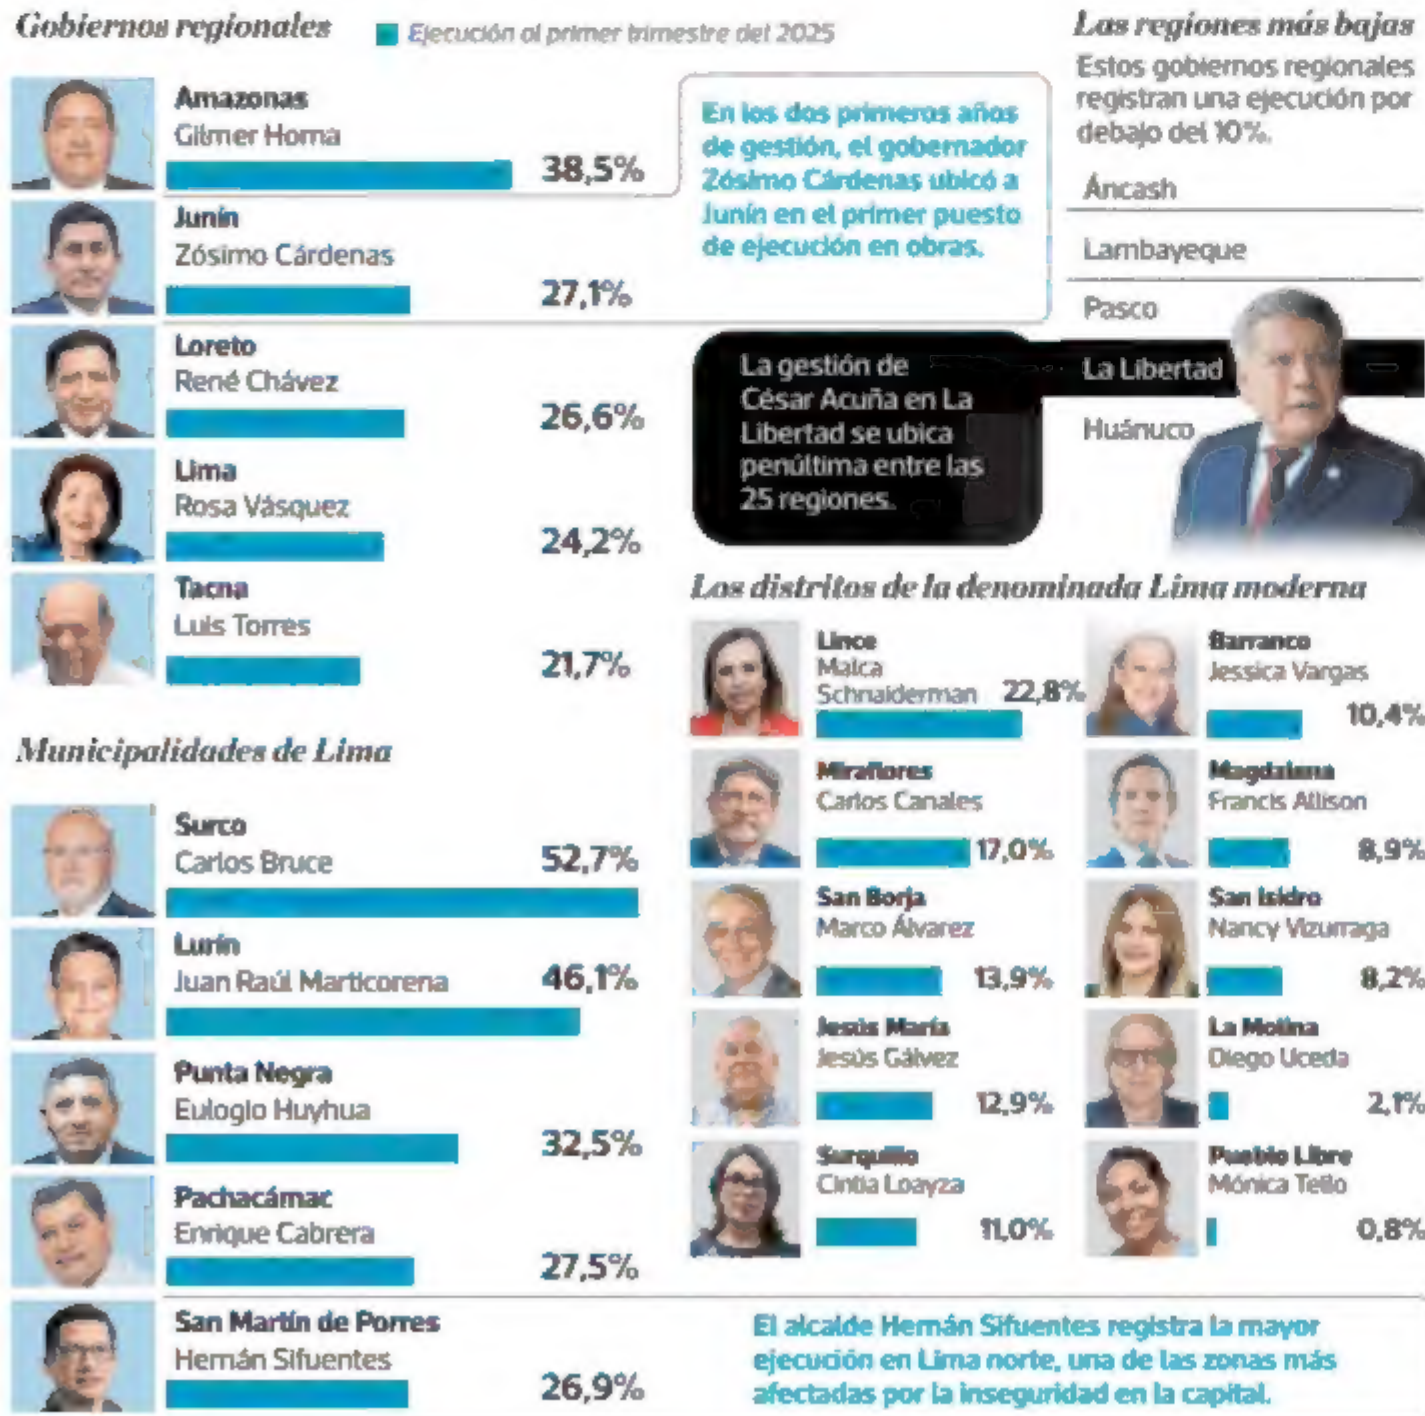 Gobiernos regionales
Ejecución al primer trimestre del 2025
Amazonas
Gilmer Horna
38,5%
Junín
Zósimo Cárdenas
27,1%
Loreto
René Chávez
26,6%
Lima
Rosa Vásquez
24,2%
Tacna
Luis Torres
21,7%
En los dos primeros años
de gestión, el gobernador
Zósimo Cárdenas ubicó a
Junín en el primer puesto
de ejecución en obras.
Las regiones más bajas
Estos gobiernos regionales
registran una ejecución por
debajo del 10%.
Áncash
Lambayeque
Pasco
La Libertad
Huánuco
La gestión de
César Acuña en La
Libertad se ubica
penúltima entre las
25 regiones.
Municipalidades de Lima
Surco
Carlos Bruce
52,7%
Lurín
Juan Raúl Marticorena
46,1%
Punta Negra
Eulogio Huyhua
32,5%
Pachacámac
Enrique Cabrera
27,5%
San Martín de Porres
Hernán Sifuentes
26,9%
Los distritos de la denominada Lima moderna
Lince
Malca
Schnaiderman 22,8%
Miraflores
Carlos Canales
17,0%
San Borja
Marco Álvarez
13,9%
Jesús María
Jesús Gálvez
12,9%
Surquillo
Cintia Loayza
11,0%
Barranco
Jessica Vargas
10,4%
Magdalena
Francis Allison
8,9%
San Isidro
Nancy Vizurraga
8,2%
La Molina
Diego Uceda
2,1%
Pueblo Libre
Mónica Tello
0,8%
El alcalde Hernán Sifuentes registra la mayor
ejecución en Lima norte, una de las zonas más
afectadas por la inseguridad en la capital.